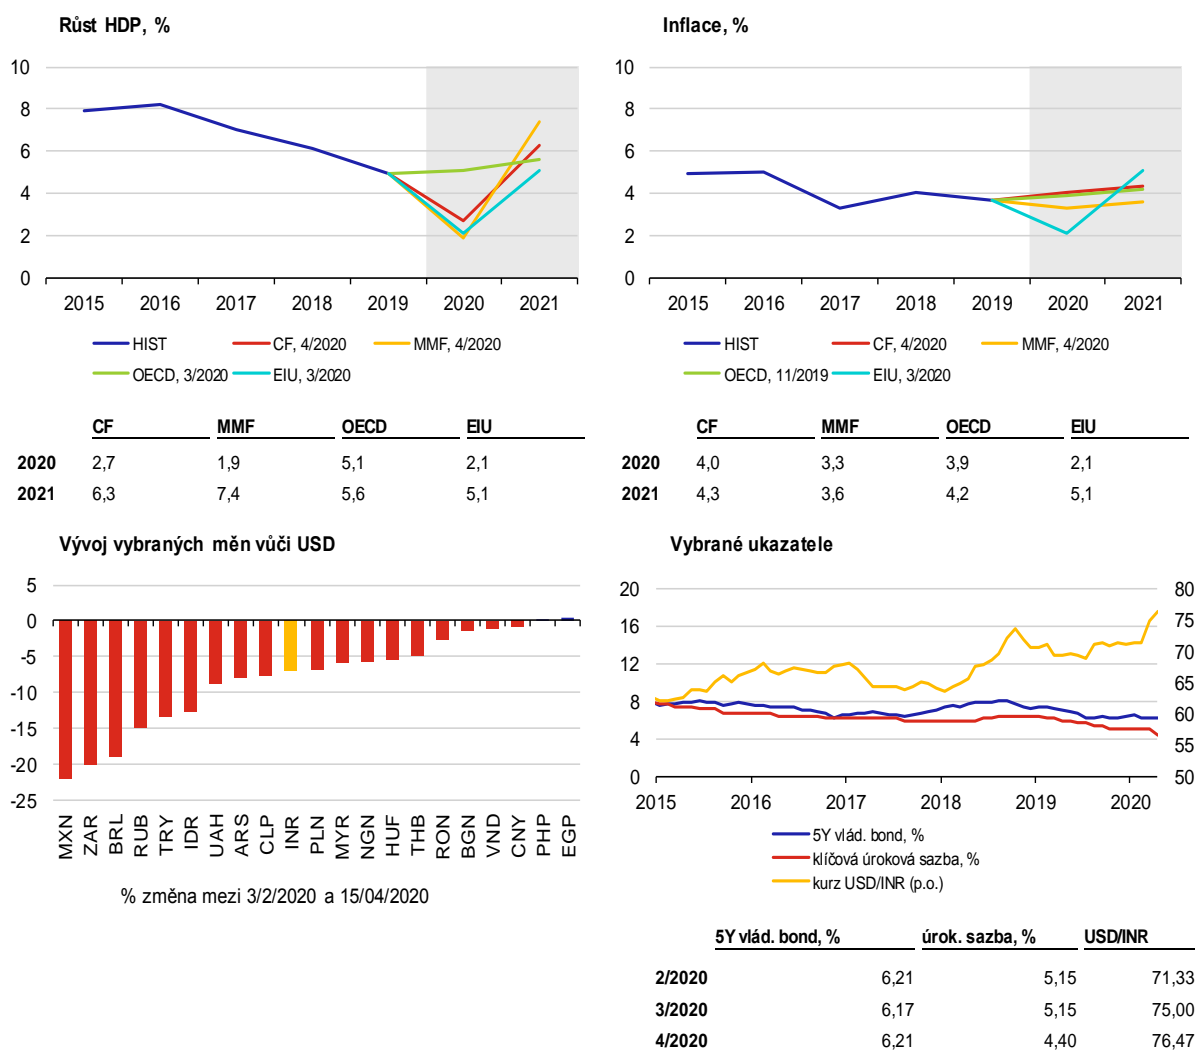 Růst HDP, %
10
8
6
4
2
0
2015 2016 2017 2018 2019 2020 2021
HIST CF, 4/2020 MMF, 4/2020
OECD, 3/2020 EIU, 3/2020
CF MMF OECD EIU
2020 2,7 1,9 5,1 2,1
2021 6,3 7,4 5,6 5,1
Inflace, %
10
8
6
4
2
0
2015 2016 2017 2018 2019 2020 2021
HIST CF, 4/2020 MMF, 4/2020
OECD, 11/2019 EIU, 3/2020
CF MMF OECD EIU
2020 4,0 3,3 3,9 2,1
2021 4,3 3,6 4,2 5,1
Vývoj vybraných měn vůči USD
5
0
-5
-10
-15
-20
-25
MXN ZAR BRL RUB TRY IDR UAH ARS CLP INR PLN MYR NGN HUF THB RON BGN VND CNY PHP EGP
% změna mezi 3/2/2020 a 15/04/2020
Vybrané ukazatele
20 80
16 75
12 70
8 65
4 60
0 55
50
2015 2016 2017 2018 2019 2020
5Y vlád. bond, %
klíčová úroková sazba, %
kurz USD/INR (p.o.)
5Y vlád. bond, % úrok. sazba, % USD/INR
2/2020 6,21 5,15 71,33
3/2020 6,17 5,15 75,00
4/2020 6,21 4,40 76,47